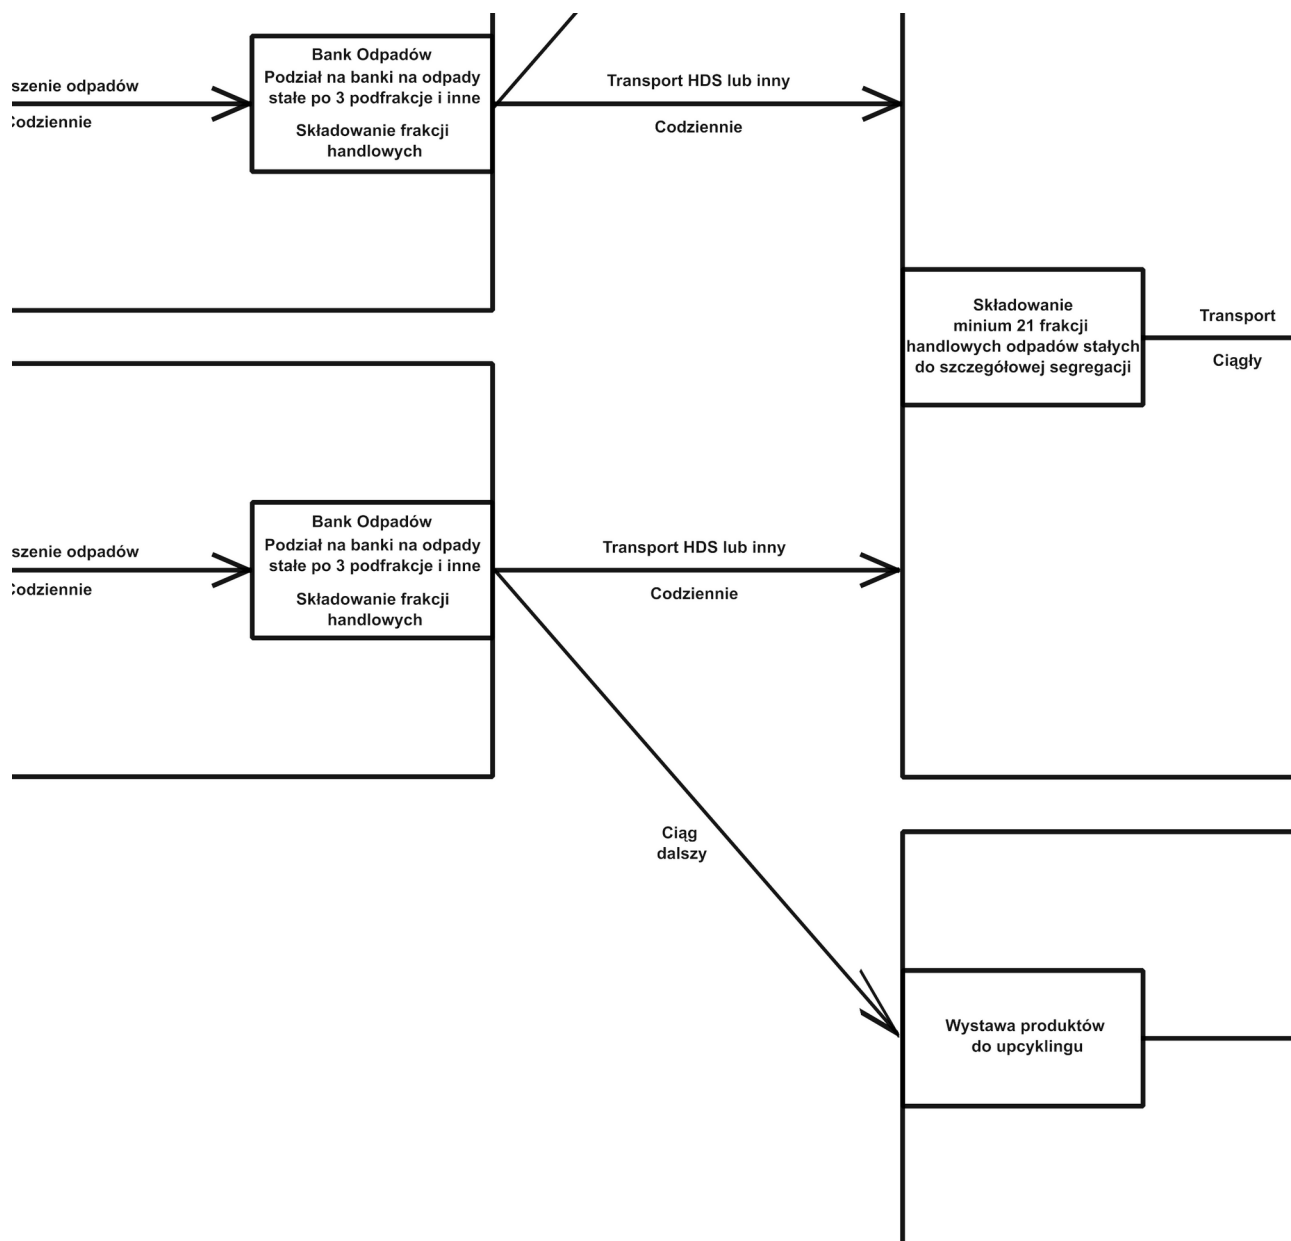 Bank Odpadów
Podział na banki na odpady
stałe po 3 podfrakcje i inne
Składowanie frakcji
handlowych
szenie odpadów
Codziennie
Transport HDS lub inny
Codziennie
Składowanie
minium 21 frakcji
handlowych odpadów stałych
do szczegółowej segregacji
Transport
Ciągły
Bank Odpadów
Podział na banki na odpady
stałe po 3 podfrakcje i inne
Składowanie frakcji
handlowych
szenie odpadów
Codziennie
Transport HDS lub inny
Codziennie
Ciąg
dalszy
Wystawa produktów
do upcyklingu